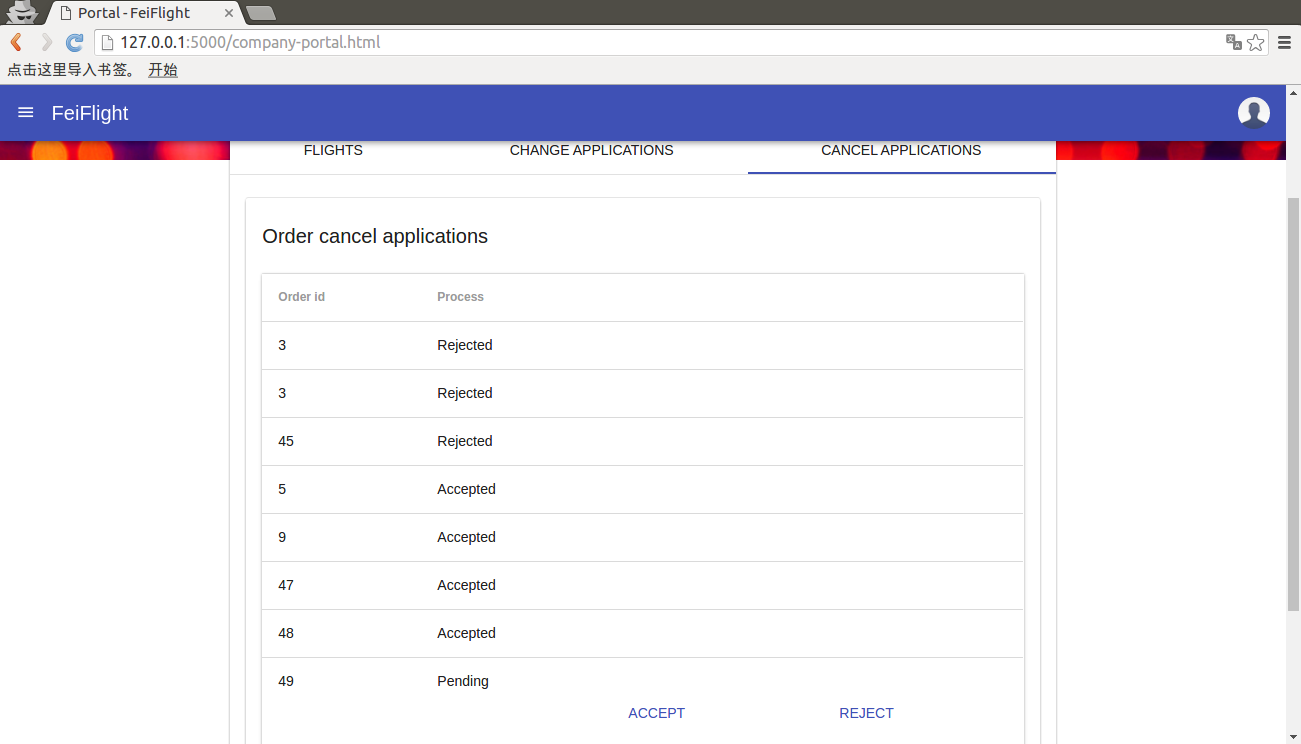 Portal - FeiFlight
127.0.0.1:5000/company-portal.html
点击这里导入书签。 开始
FeiFlight
FLIGHTS CHANGE APPLICATIONS CANCEL APPLICATIONS
Order cancel applications
Order id Process
3 Rejected
3 Rejected
45 Rejected
5 Accepted
9 Accepted
47 Accepted
48 Accepted
49 Pending
ACCEPT REJECT